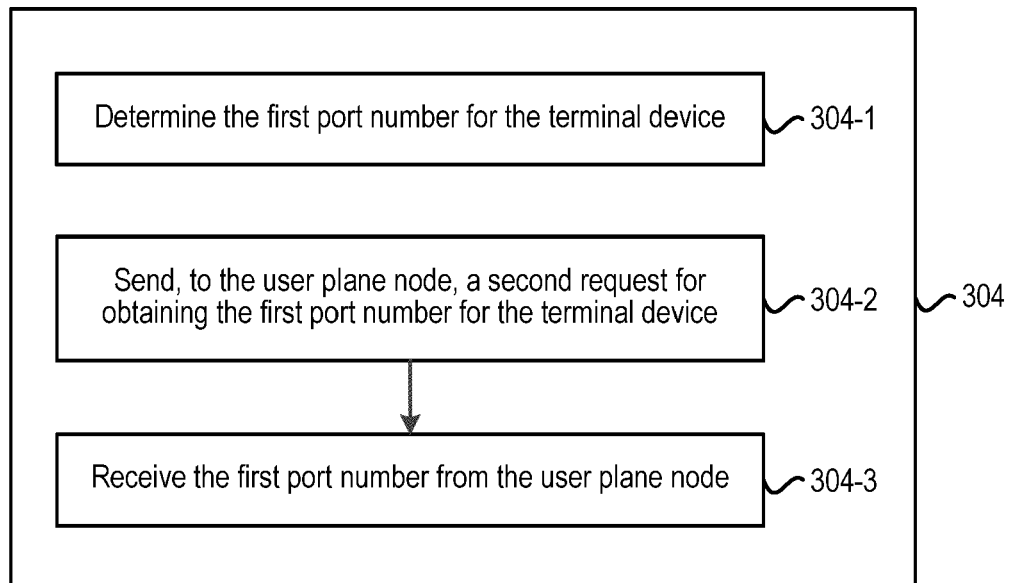 Determine the first port number for the terminal device
304-1
Send, to the user plane node, a second request for
obtaining the first port number for the terminal device
304-2
304
Receive the first port number from the user plane node
304-3